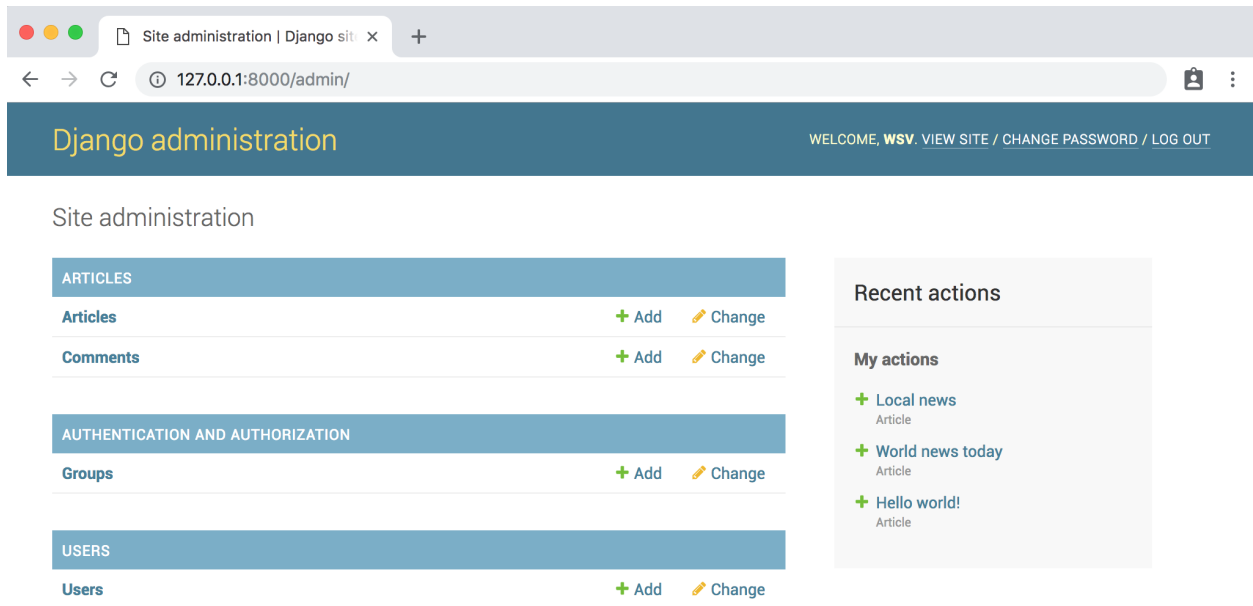 Site administration | Django sit
127.0.0.1:8000/admin/
Django administration
WELCOME, WSV. VIEW SITE / CHANGE PASSWORD / LOG OUT
Site administration
ARTICLES
Articles Add Change
Comments Add Change
AUTHENTICATION AND AUTHORIZATION
Groups Add Change
USERS
Users Add Change
Recent actions
My actions
Local news
Article
World news today
Article
Hello world!
Article